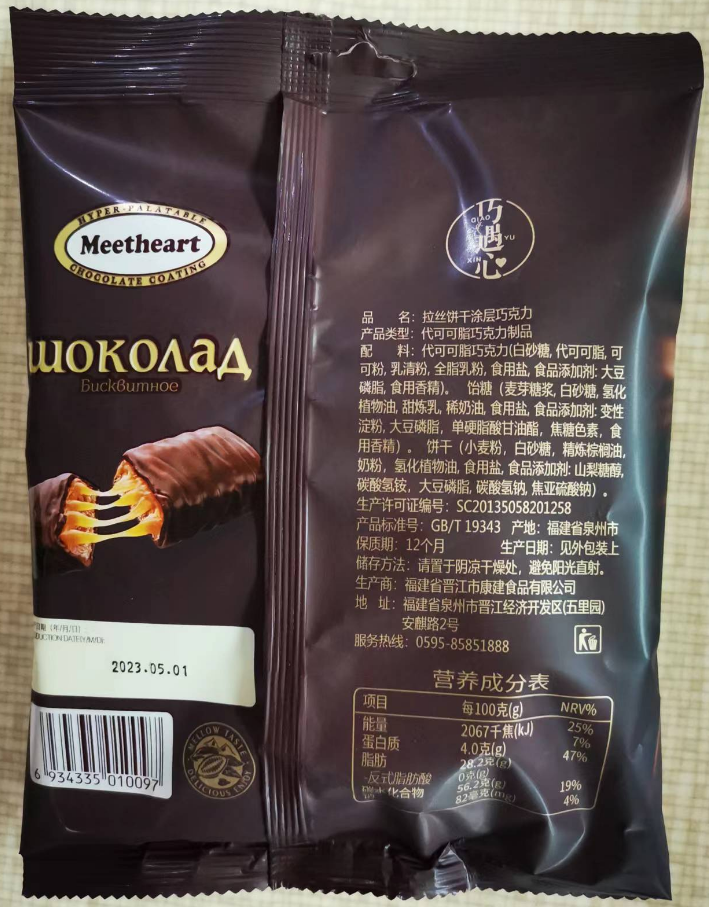 HYPER-PALATABLE
Meetheart
CHOCOLATE COATING
шоколад
Бисквитное
2023.05.01
6 934335 010097
MELLOW TASTE
DELICIOUS ENJOY
巧遇心
QIAO
YU
XIN
品 名: 拉丝饼干涂层巧克力
产品类型: 代可可脂巧克力制品
配 料: 代可可脂巧克力(白砂糖, 代可可脂, 可
可粉, 乳清粉, 全脂乳粉, 食用盐, 食品添加剂: 大豆
磷脂, 食用香精)。 饴糖 (麦芽糖浆, 白砂糖, 氢化
植物油, 甜炼乳, 稀奶油, 食用盐, 食品添加剂: 变性
淀粉, 大豆磷脂, 单硬脂酸甘油酯, 焦糖色素, 食
用香精) 。 饼干 (小麦粉, 白砂糖, 精炼棕榈油,
奶粉, 氢化植物油, 食用盐, 食品添加剂: 山梨糖醇,
碳酸氢铵, 大豆磷脂, 碳酸氢钠, 焦亚硫酸钠) 。
生产许可证编号: SC20135058201258
产品标准号: GB/T 19343 产地: 福建省泉州市
保质期: 12个月 生产日期: 见外包装上
储存方法: 请置于阴凉干燥处, 避免阳光直射。
生产商: 福建省晋江市康建食品有限公司
地 址: 福建省泉州市晋江经济开发区(五里园)
安麒路2号
服务热线: 0595-85851888
营养成分表
项目 每100克(g) NRV%
能量 2067千焦(kJ) 25%
蛋白质 4.0克(g) 7%
脂肪 28.2克(g) 47%
-反式脂肪酸 0克(g)
碳水化合物 56.2克(g) 19%
82毫克(mg) 4%